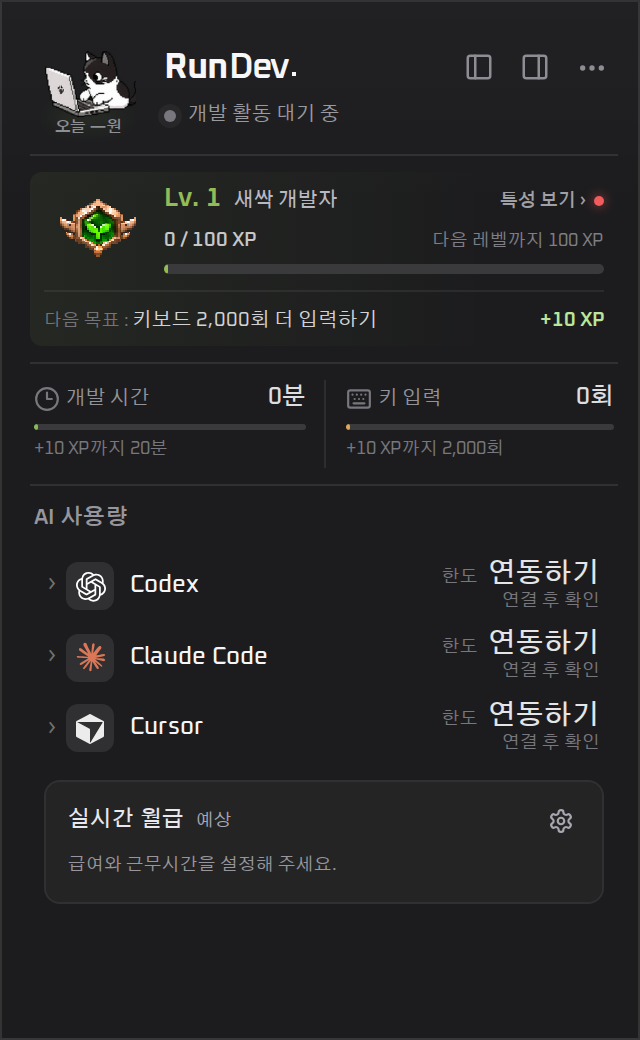 RunDev.
개발 활동 대기 중
오늘 —원
Lv. 1 새싹 개발자
특성 보기 ›
0 / 100 XP
다음 레벨까지 100 XP
다음 목표 : 키보드 2,000회 더 입력하기
+10 XP
개발 시간 0분
+10 XP까지 20분
키 입력 0회
+10 XP까지 2,000회
AI 사용량
› Codex
한도 연동하기
연결 후 확인
› Claude Code
한도 연동하기
연결 후 확인
› Cursor
한도 연동하기
연결 후 확인
실시간 월급 예상
급여와 근무시간을 설정해 주세요.